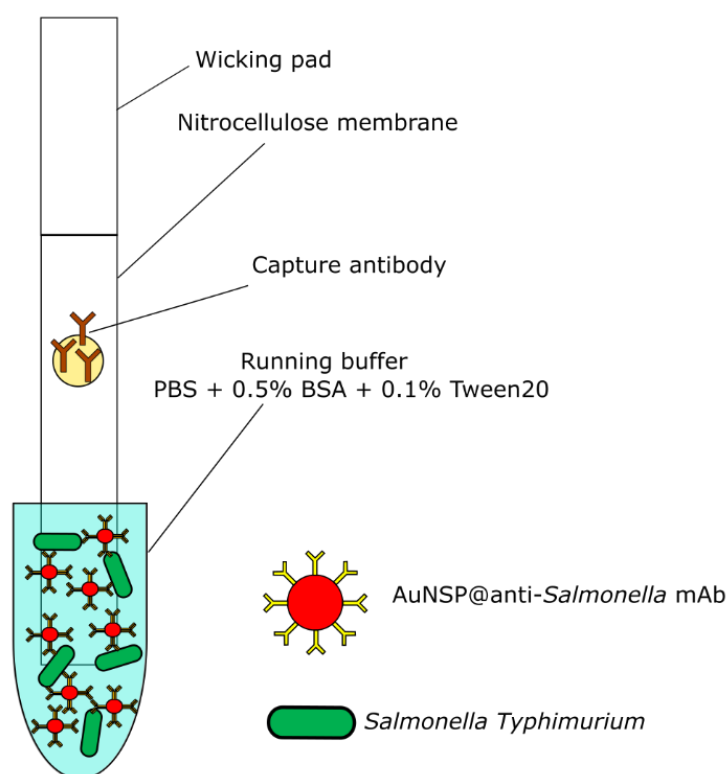 Wicking pad
Nitrocellulose membrane
Capture antibody
Running buffer
PBS + 0.5% BSA + 0.1% Tween20
AuNSP@anti-Salmonella mAb
Salmonella Typhimurium